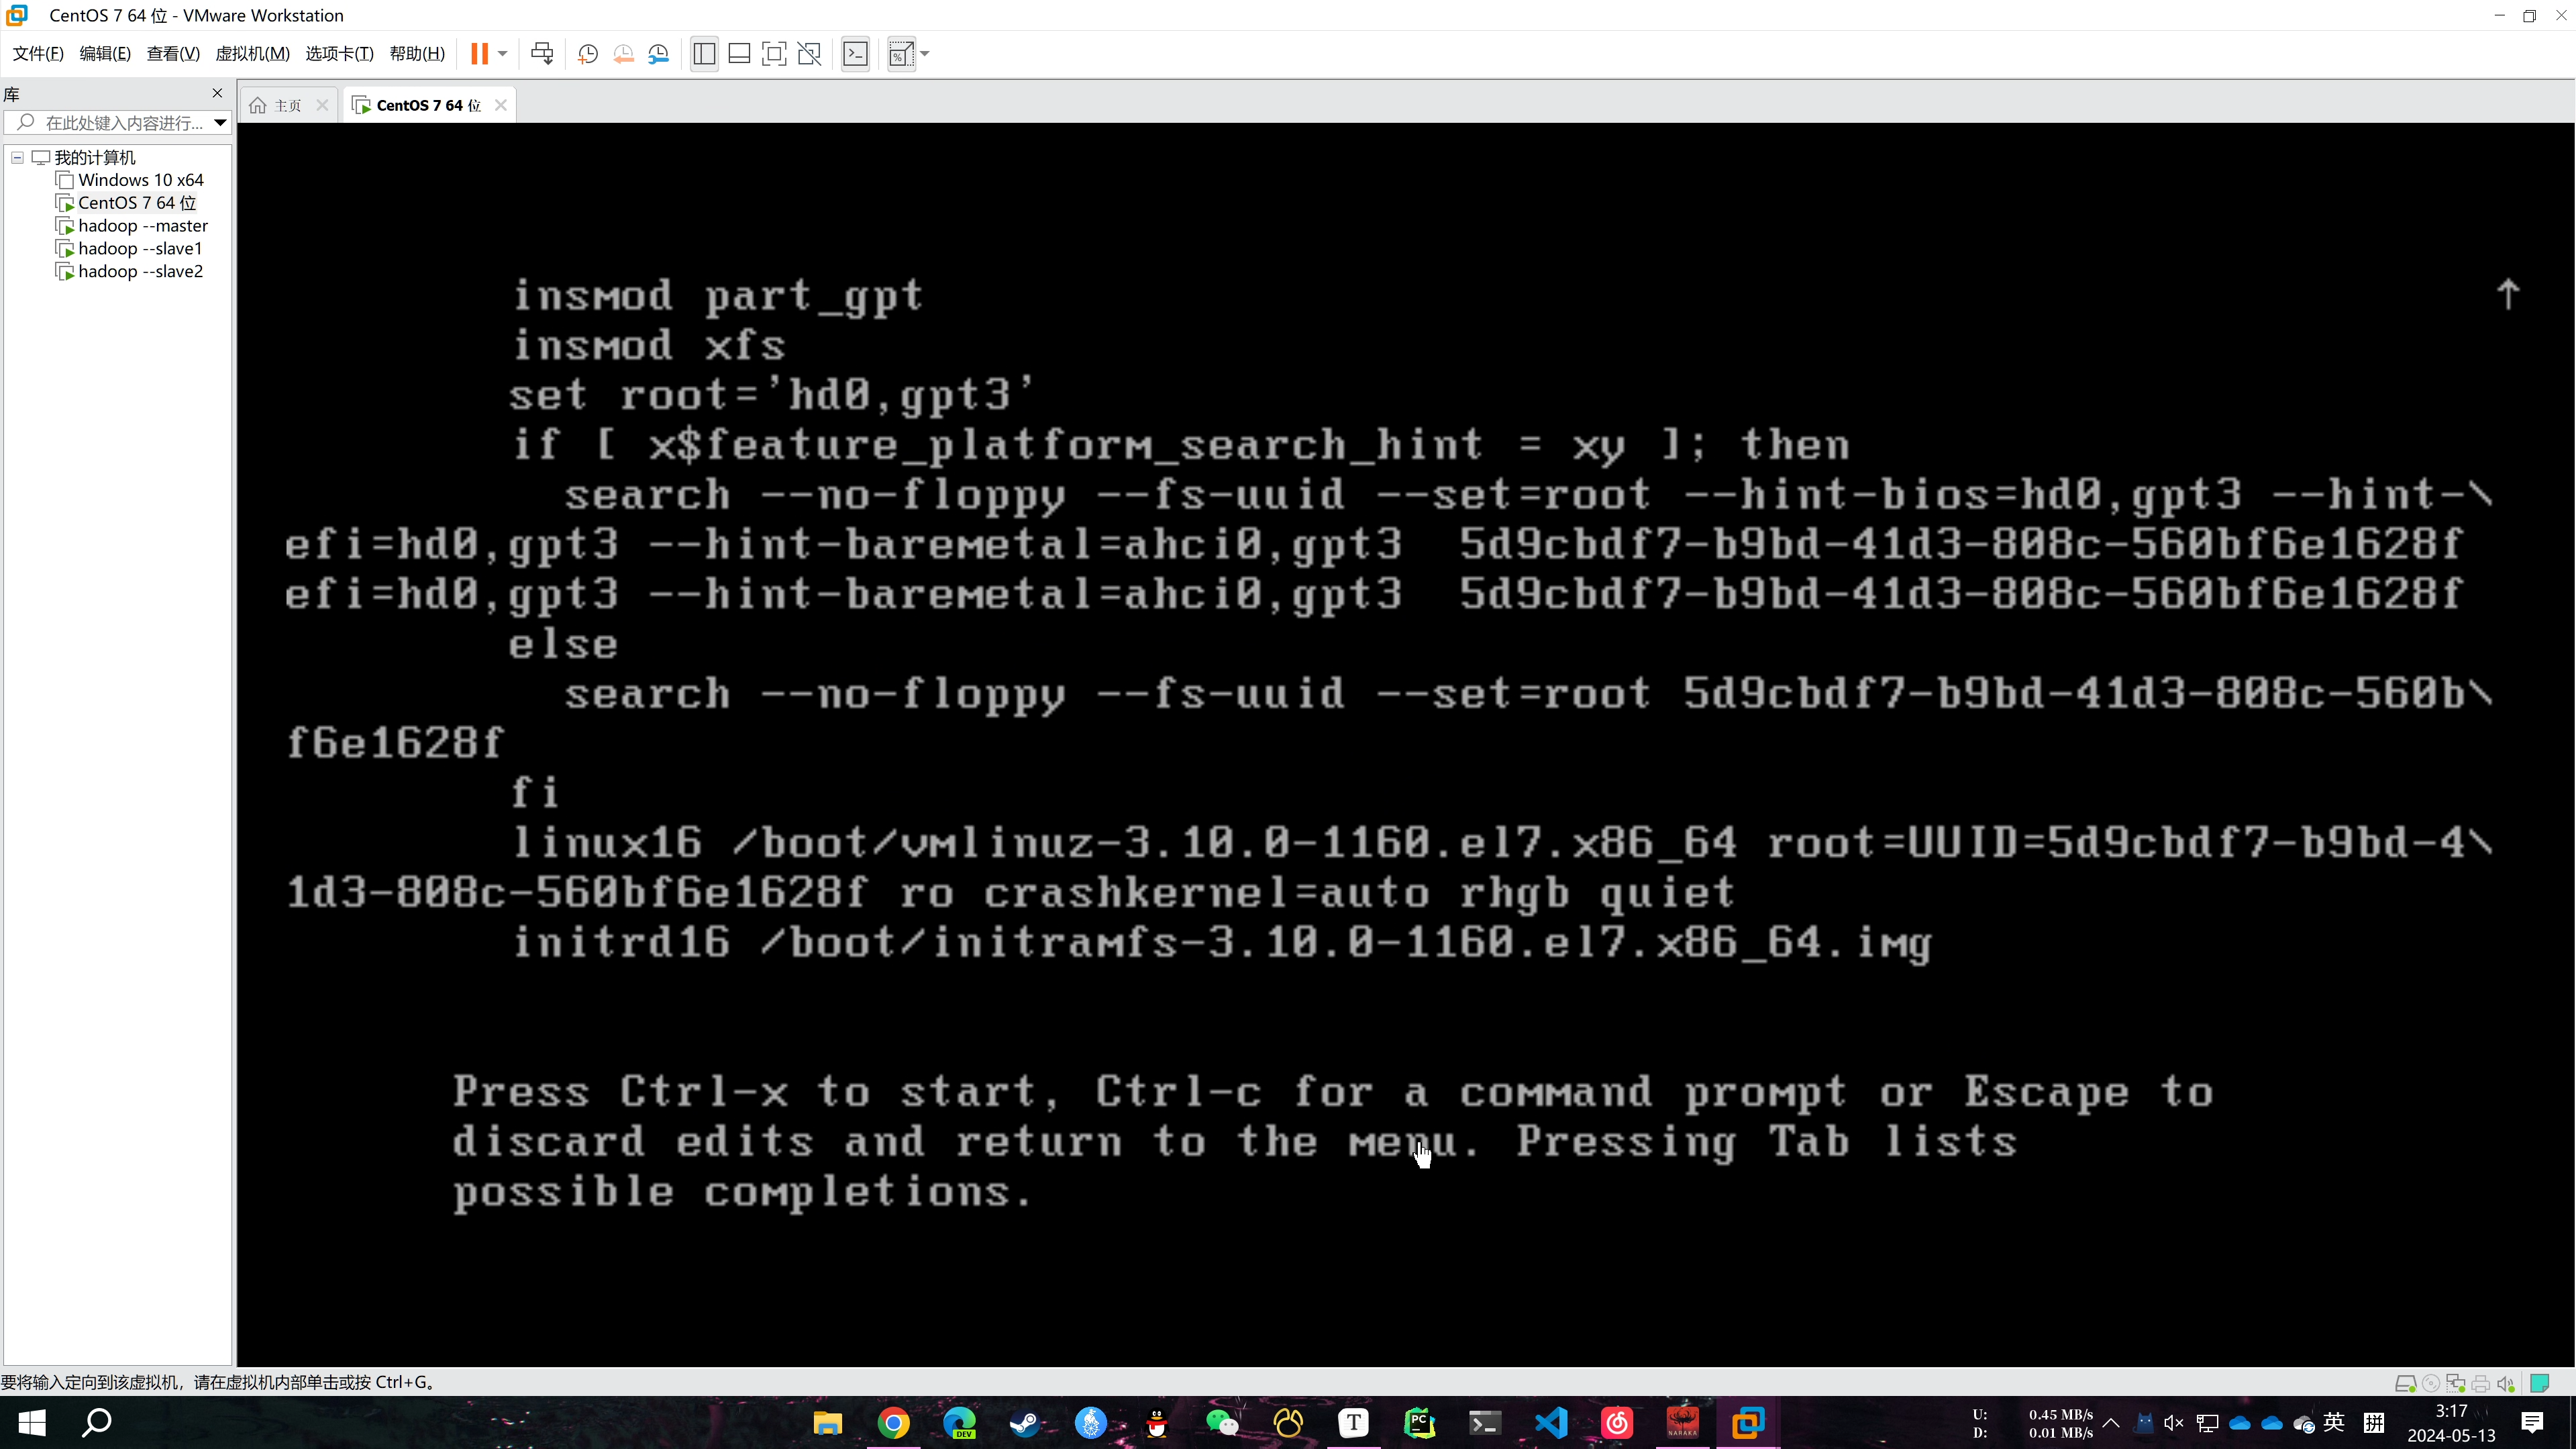 CentOS 7 64 位 - VMware Workstation
文件(F) 编辑(E) 查看(V) 虚拟机(M) 选项卡(T) 帮助(H)
库
在此处键入内容进行...
我的计算机
Windows 10 x64
CentOS 7 64 位
hadoop --master
hadoop --slave1
hadoop --slave2
主页
CentOS 7 64 位
insmod part_gpt
insmod xfs
set root='hd0,gpt3'
if [ x$feature_platform_search_hint = xy ]; then
search --no-floppy --fs-uuid --set=root --hint-bios=hd0,gpt3 --hint-\
efi=hd0,gpt3 --hint-baremetal=ahci0,gpt3  5d9cbdf7-b9bd-41d3-808c-560bf6e1628f
efi=hd0,gpt3 --hint-baremetal=ahci0,gpt3  5d9cbdf7-b9bd-41d3-808c-560bf6e1628f
else
search --no-floppy --fs-uuid --set=root 5d9cbdf7-b9bd-41d3-808c-560b\
f6e1628f
fi
linux16 /boot/vmlinuz-3.10.0-1160.el7.x86_64 root=UUID=5d9cbdf7-b9bd-4\
1d3-808c-560bf6e1628f ro crashkernel=auto rhgb quiet
initrd16 /boot/initramfs-3.10.0-1160.el7.x86_64.img
Press Ctrl-x to start, Ctrl-c for a command prompt or Escape to
discard edits and return to the menu. Pressing Tab lists
possible completions.
要将输入定向到该虚拟机，请在虚拟机内部单击或按 Ctrl+G。
DEV
T
PC
NARAKA
U: 0.45 MB/s
D: 0.01 MB/s
英
拼
3:17
2024-05-13